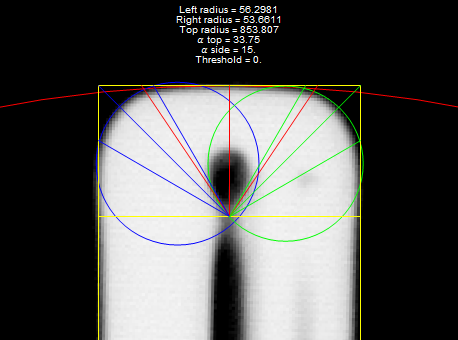 Left radius = 56.2981
Right radius = 53.6611
Top radius = 853.807
α top = 33.75
α side = 15.
Threshold = 0.